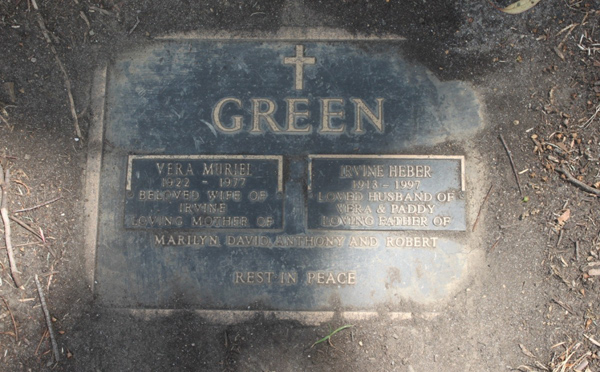 GREEN
VERA MURIEL
1922 - 1977
BELOVED WIFE OF
IRVINE
LOVING MOTHER OF
IRVINE HEBER
1913 - 1997
LOVED HUSBAND OF
VERA & PADDY
LOVING FATHER OF
MARILYN DAVID, ANTHONY AND ROBERT
REST IN PEACE